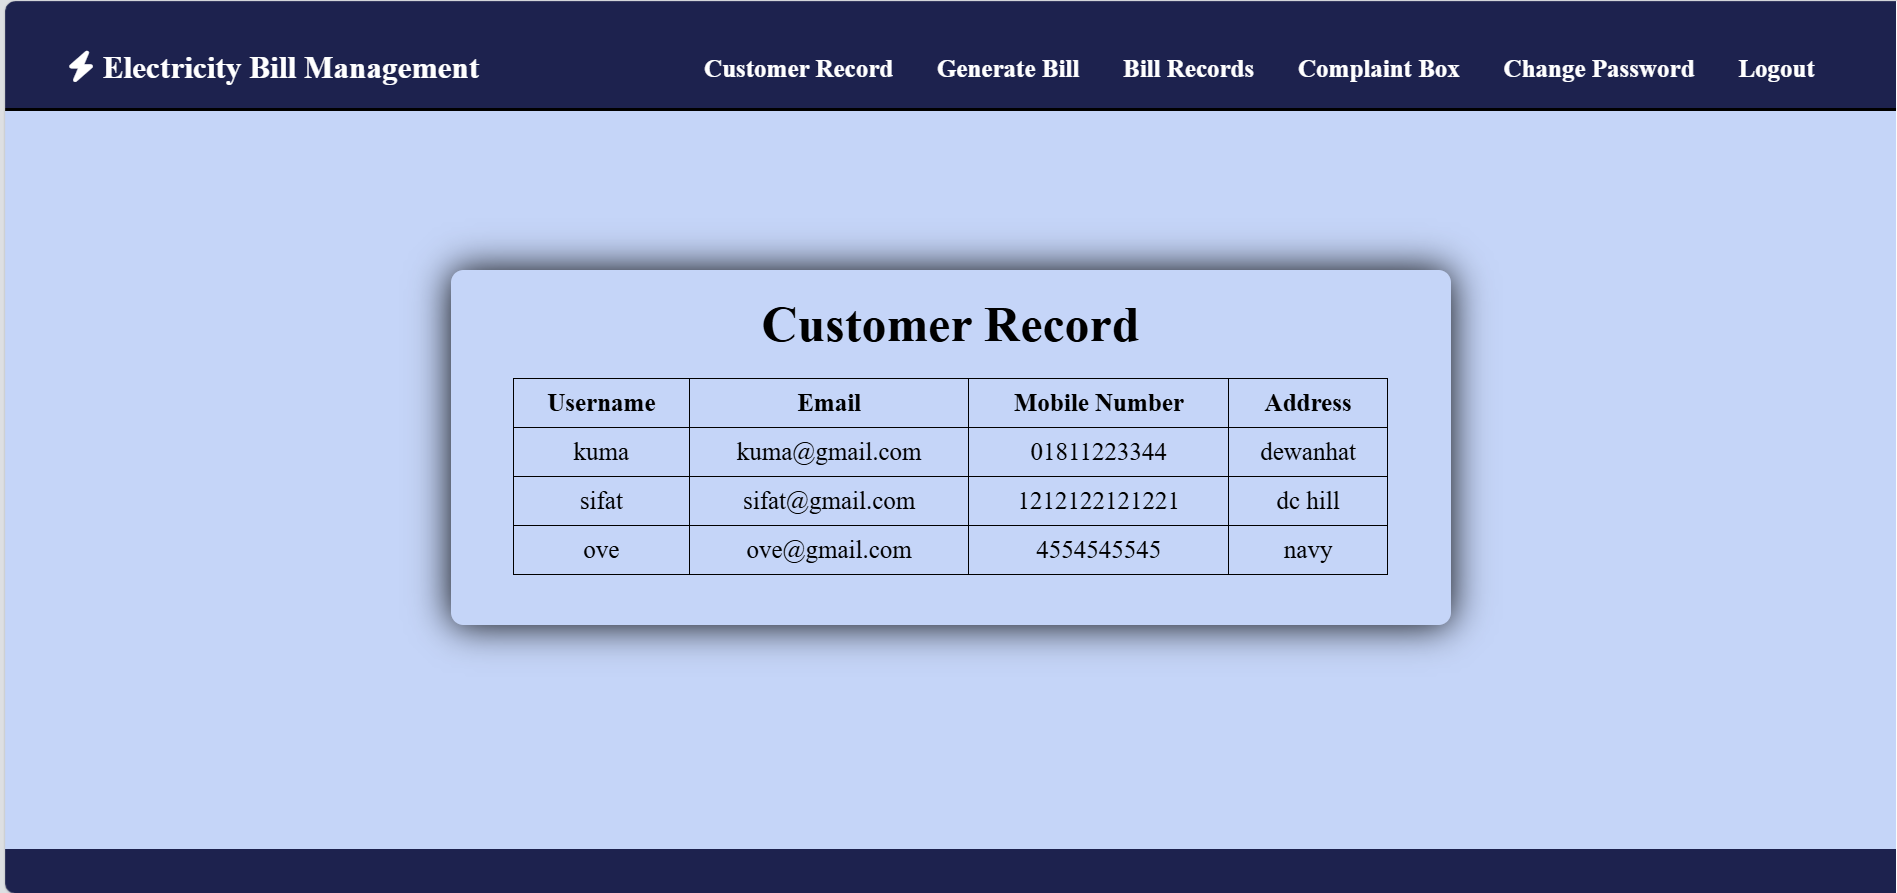 Electricity Bill Management Customer Record Generate Bill Bill Records Complaint Box Change Password Logout
Customer Record
Username Email Mobile Number Address
kuma kuma@gmail.com 01811223344 dewanhat
sifat sifat@gmail.com 1212122121221 dc hill
ove ove@gmail.com 4554545545 navy